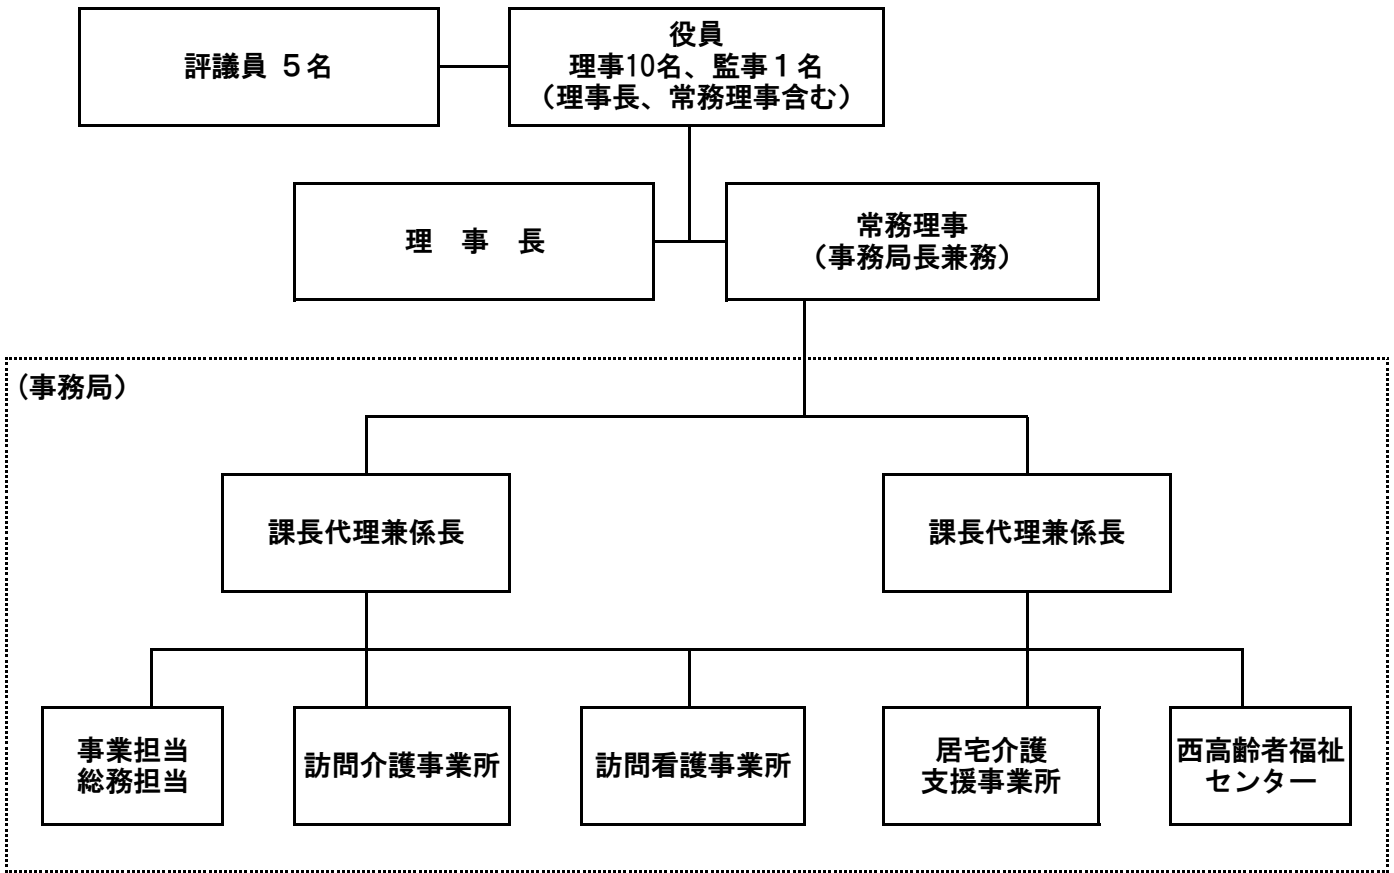 評議員 ５名
役員
理事10名、監事１名
（理事長、常務理事含む）
理　事　長
常務理事
（事務局長兼務）
（事務局）
課長代理兼係長
課長代理兼係長
事業担当
総務担当
訪問介護事業所
訪問看護事業所
居宅介護
支援事業所
西高齢者福祉
センター